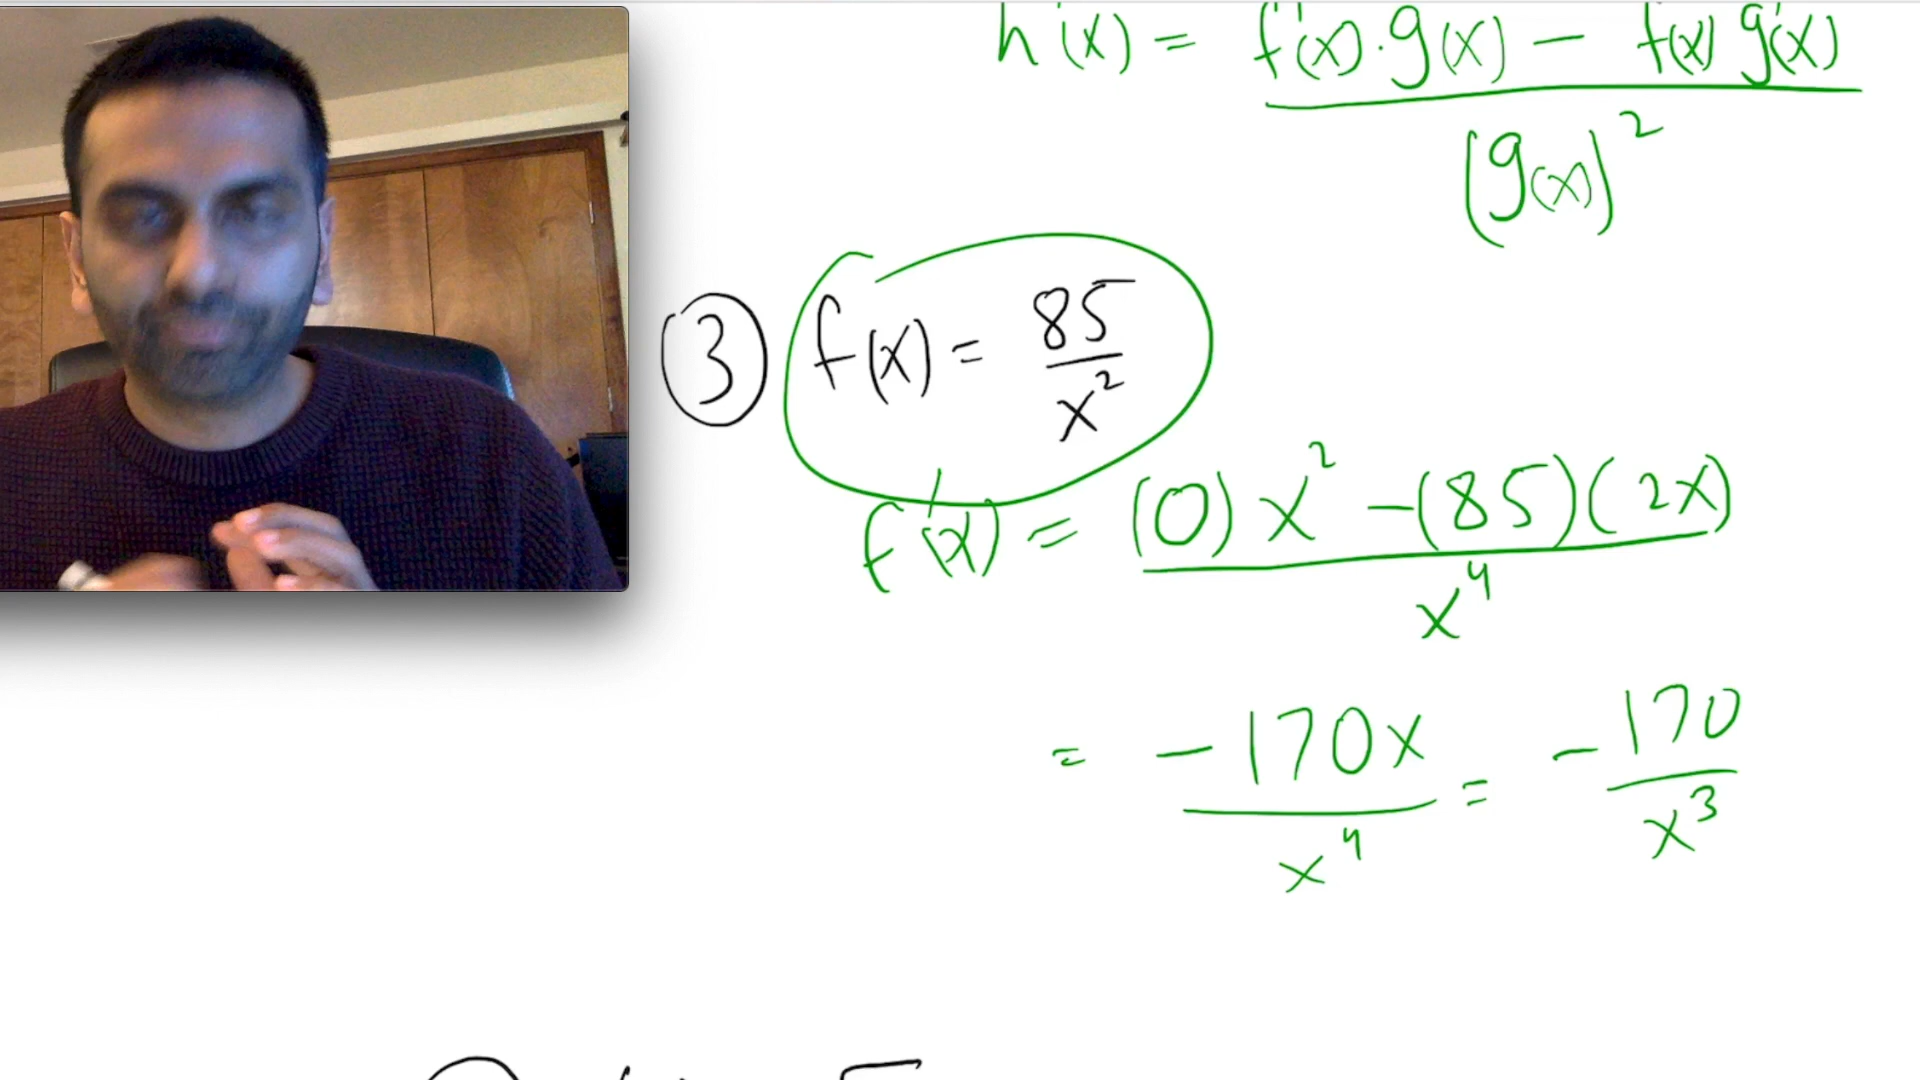 h'(x) = f'(x).g(x) - f(x) g'(x)
(g(x))²
③ f(x) = 85
x²
f'(x) = (0) x² -(85)(2x)
x⁴
= -170x = -170
x⁴ x³